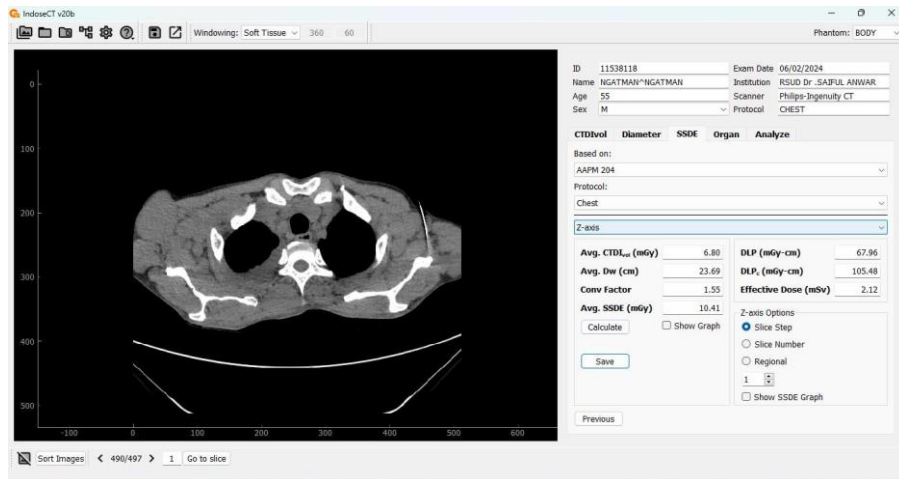 IndoseCT v20b
Windowing: Soft Tissue 360 60 Phantom: BODY
ID 11538118 Exam Date 06/02/2024
Name NGATMAN^NGATMAN Institution RSUD Dr .SAIFUL ANWAR
Age 55 Scanner Philips-Ingenuity CT
Sex M Protocol CHEST
CTDIvol Diameter SSDE Organ Analyze
Based on:
AAPM 204
Protocol:
Chest
Z-axis
Avg. CTDIvol (mGy) 6.80 DLP (mGy-cm) 67.96
Avg. Dw (cm) 23.69 DLPc (mGy-cm) 105.48
Conv Factor 1.55 Effective Dose (mSv) 2.12
Avg. SSDE (mGy) 10.41
Z-axis Options
Calculate Show Graph Slice Step
Slice Number
Save Regional
1
Show SSDE Graph
Previous
0
100
200
300
400
500
-100 0 100 200 300 400 500 600
Sort Images 490/497 1 Go to slice